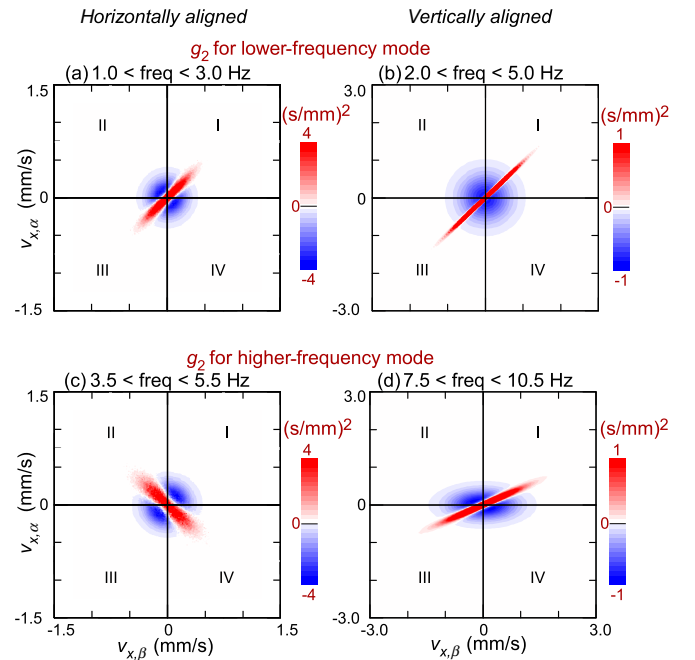 Horizontally aligned Vertically aligned
g2 for lower-frequency mode
(a) 1.0 < freq < 3.0 Hz (b) 2.0 < freq < 5.0 Hz
1.5 (s/mm)2 3.0 (s/mm)2
II I 4 II I 1
vx,α (mm/s) 0 0 0 0
III IV -4 III IV -1
-1.5 -3.0
g2 for higher-frequency mode
(c) 3.5 < freq < 5.5 Hz (d) 7.5 < freq < 10.5 Hz
1.5 (s/mm)2 3.0 (s/mm)2
II I 4 II I 1
vx,α (mm/s) 0 0 0 0
III IV -4 III IV -1
-1.5 -3.0
-1.5 0 1.5 -3.0 0 3.0
vx,β (mm/s) vx,β (mm/s)